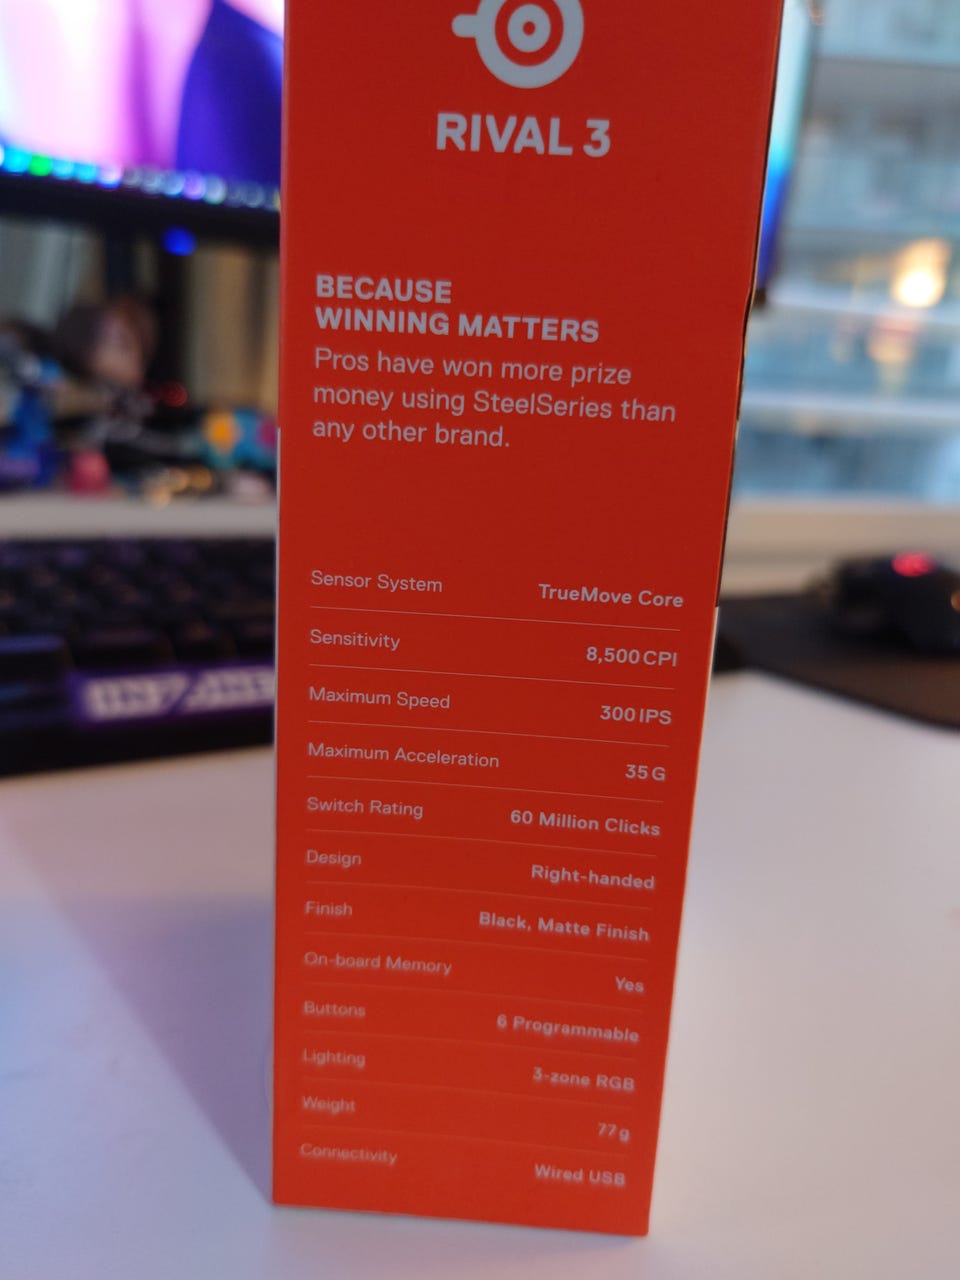 RIVAL 3
BECAUSE
WINNING MATTERS
Pros have won more prize
money using SteelSeries than
any other brand.
Sensor System TrueMove Core
Sensitivity 8,500 CPI
Maximum Speed 300 IPS
Maximum Acceleration 35 G
Switch Rating 60 Million Clicks
Design Right-handed
Finish Black, Matte Finish
On-board Memory Yes
Buttons 6 Programmable
Lighting 3-zone RGB
Weight 77 g
Connectivity Wired USB